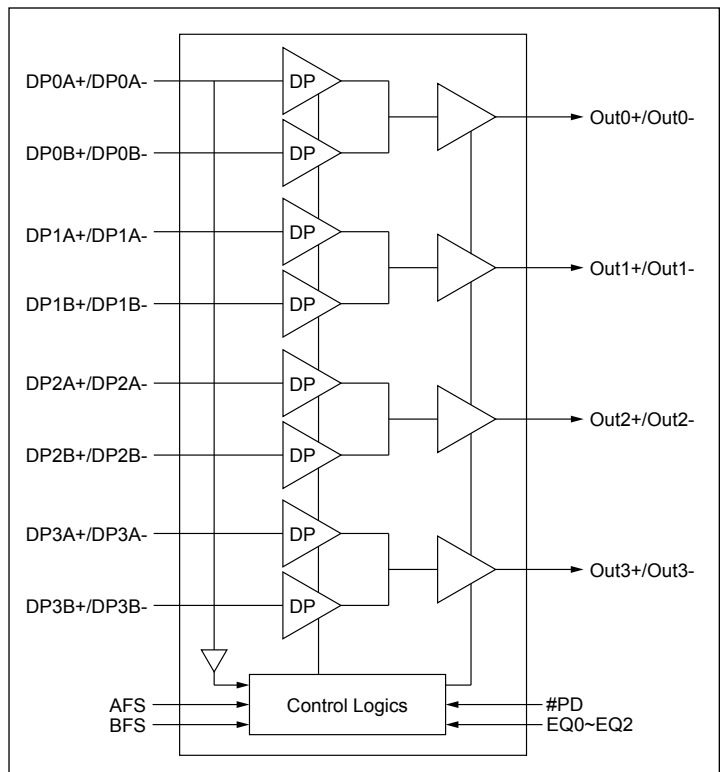 DP0A+/DP0A-
DP
Out0+/Out0-
DP0B+/DP0B-
DP
DP1A+/DP1A-
DP
Out1+/Out1-
DP1B+/DP1B-
DP
DP2A+/DP2A-
DP
Out2+/Out2-
DP2B+/DP2B-
DP
DP3A+/DP3A-
DP
Out3+/Out3-
DP3B+/DP3B-
DP
AFS
Control Logics
#PD
BFS
EQ0~EQ2